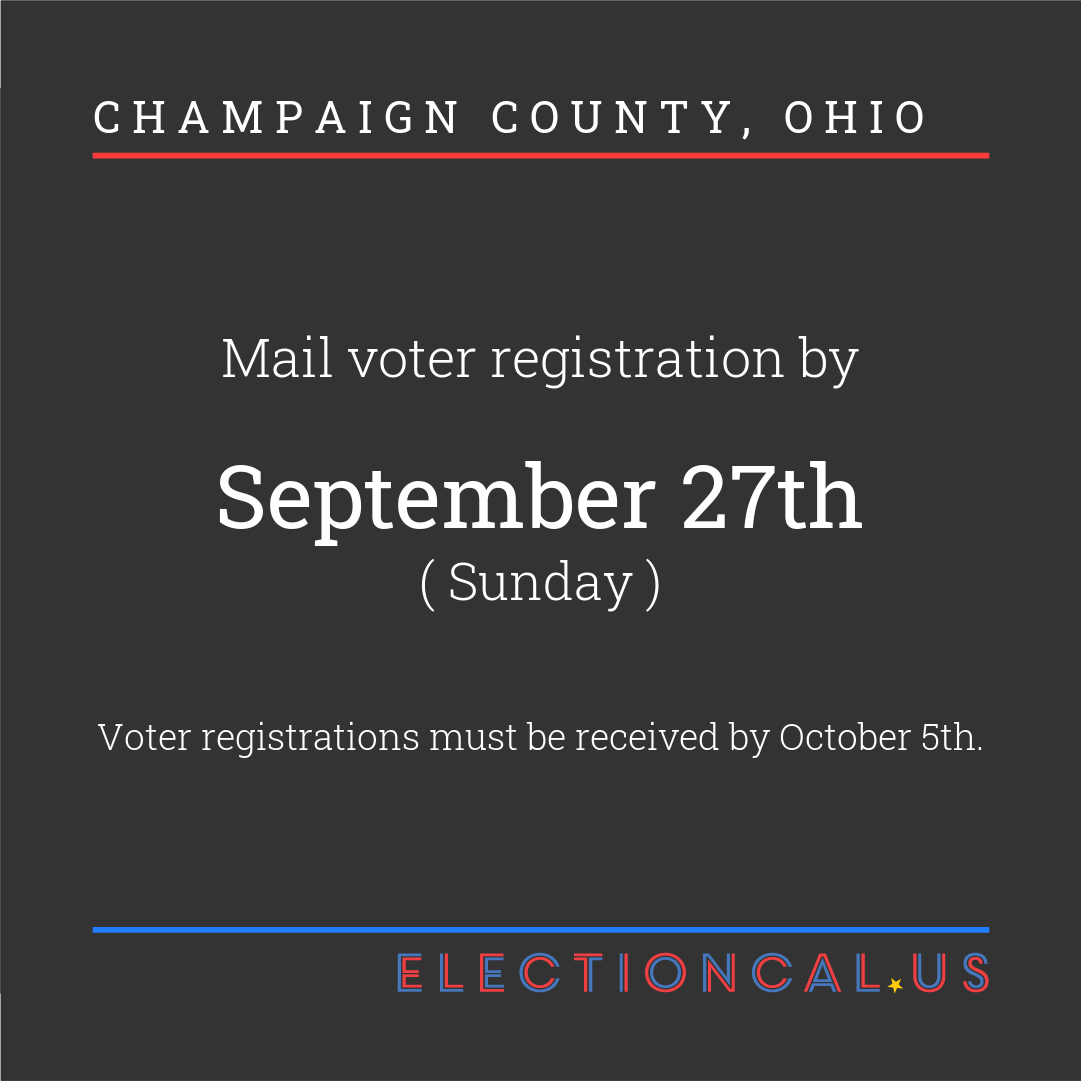 CHAMPAIGN COUNTY, OHIO
Mail voter registration by
September 27th
( Sunday )
Voter registrations must be received by October 5th.
ELECTIONCAL.US